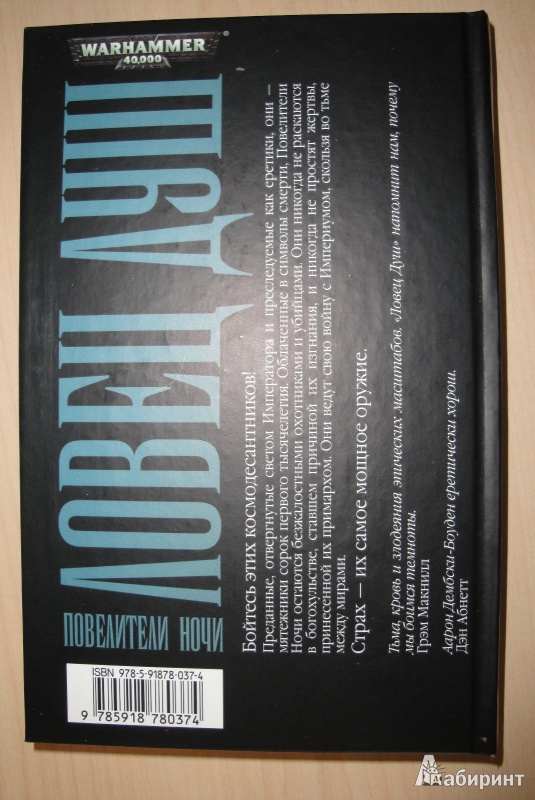 WARHAMMER
40,000
ПОВЕЛИТЕЛИ НОЧИ
ЛОВЕЦ ДУШ
Бойтесь этих космодесантников!
Преданные, отвергнутые светом Императора и преследуемые как еретики, они —
мятежники сорок первого тысячелетия. Облаченные в символы смерти, Повелители
Ночи остаются безжалостными охотниками и убийцами. Они никогда не раскаются
в богохульстве, ставшем причиной их изгнания, и никогда не простят жертвы,
принесенной их примархом. Они ведут свою войну с Империумом, скользя во тьме
между мирами.
Страх — их самое мощное оружие.
Тьма, кровь и злодеяния эпических масштабов. «Ловец Душ» напомнит нам, почему
мы боимся темноты.
Грэм Макнилл
Аарон Дембски-Боуден еретически хорош.
Дэн Абнетт
ISBN 978-5-91878-037-4
9 785918 780374
Лабиринт